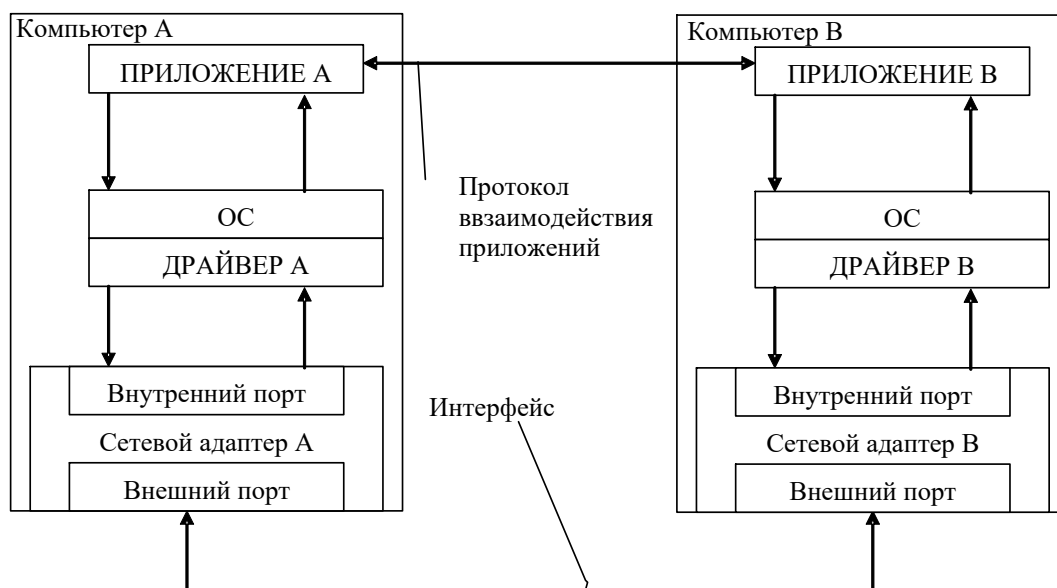 Компьютер А
Компьютер В
ПРИЛОЖЕНИЕ А
ПРИЛОЖЕНИЕ В
Протокол
ввзаимодействия
приложений
ОС
ОС
ДРАЙВЕР А
ДРАЙВЕР В
Внутренний порт
Внутренний порт
Интерфейс
Сетевой адаптер А
Сетевой адаптер В
Внешний порт
Внешний порт